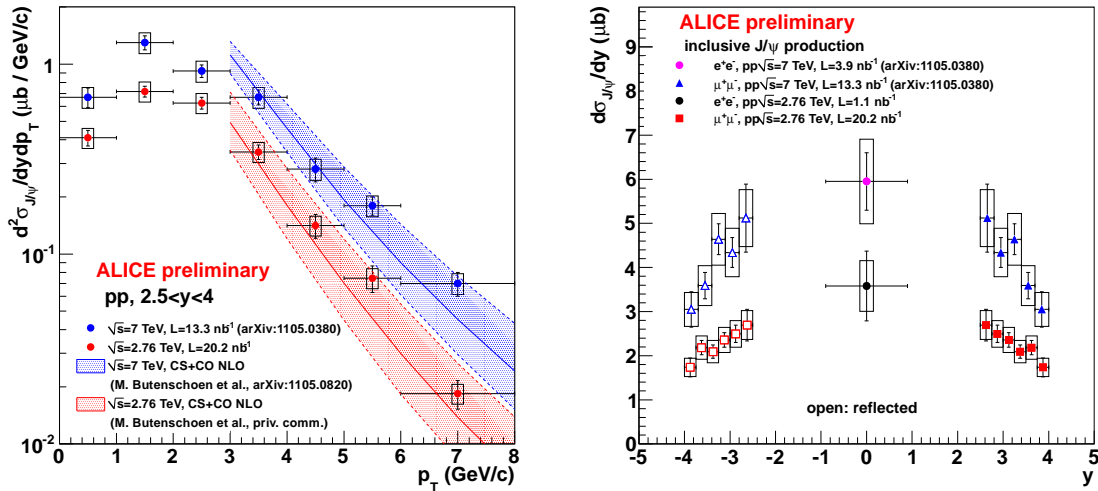 d²σ_J/ψ/dydp_T (μb / GeV/c)
1
10⁻¹
10⁻²
ALICE preliminary
pp, 2.5<y<4
√s=7 TeV, L=13.3 nb⁻¹ (arXiv:1105.0380)
√s=2.76 TeV, L=20.2 nb⁻¹
√s=7 TeV, CS+CO NLO
(M. Butenschoen et al., arXiv:1105.0820)
√s=2.76 TeV, CS+CO NLO
(M. Butenschoen et al., priv. comm.)
0 1 2 3 4 5 6 7 8
p_T (GeV/c)
dσ_J/ψ/dy (μb)
9
8
7
6
5
4
3
2
1
0
ALICE preliminary
inclusive J/ψ production
e⁺e⁻, pp√s=7 TeV, L=3.9 nb⁻¹ (arXiv:1105.0380)
μ⁺μ⁻, pp√s=7 TeV, L=13.3 nb⁻¹ (arXiv:1105.0380)
e⁺e⁻, pp√s=2.76 TeV, L=1.1 nb⁻¹
μ⁺μ⁻, pp√s=2.76 TeV, L=20.2 nb⁻¹
open: reflected
-5 -4 -3 -2 -1 0 1 2 3 4 5
y